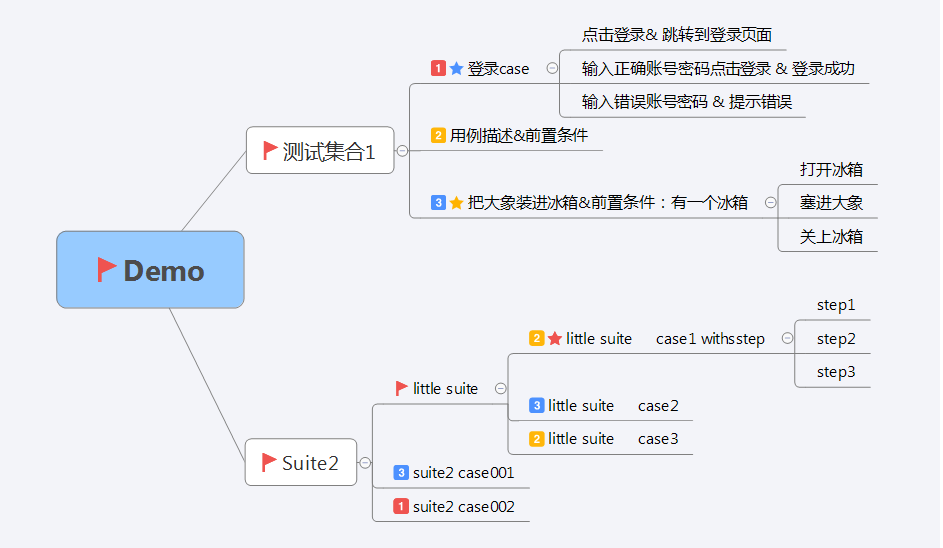 Demo
测试集合1
1 登录case
点击登录& 跳转到登录页面
输入正确账号密码点击登录 & 登录成功
输入错误账号密码 & 提示错误
2 用例描述&前置条件
3 把大象装进冰箱&前置条件：有一个冰箱
打开冰箱
塞进大象
关上冰箱
Suite2
little suite
2 little suite case1 withsstep
step1
step2
step3
3 little suite case2
2 little suite case3
3 suite2 case001
1 suite2 case002